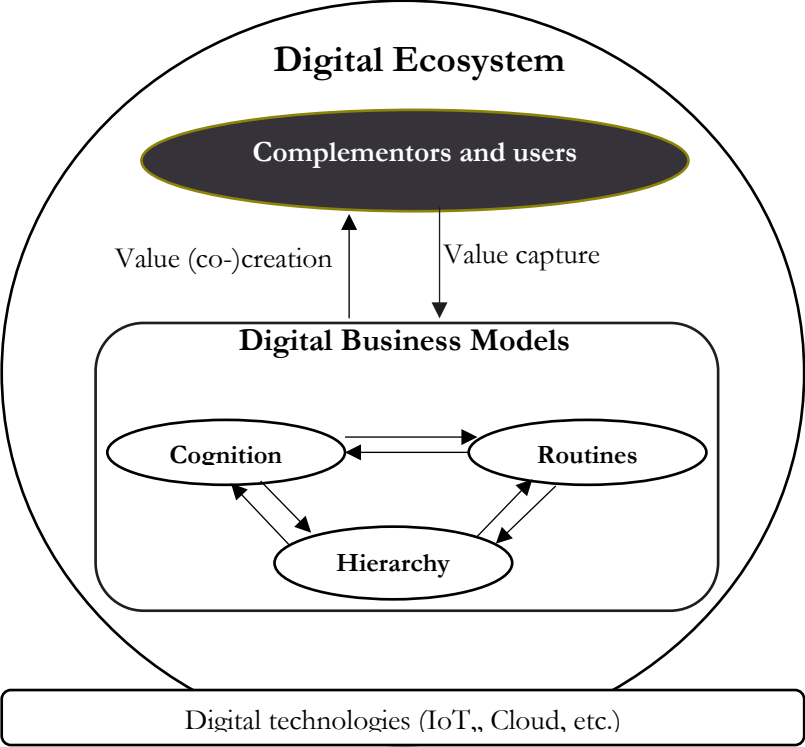 Digital Ecosystem
Complementors and users
Value (co-)creation
Value capture
Digital Business Models
Cognition
Routines
Hierarchy
Digital technologies (IoT,, Cloud, etc.)